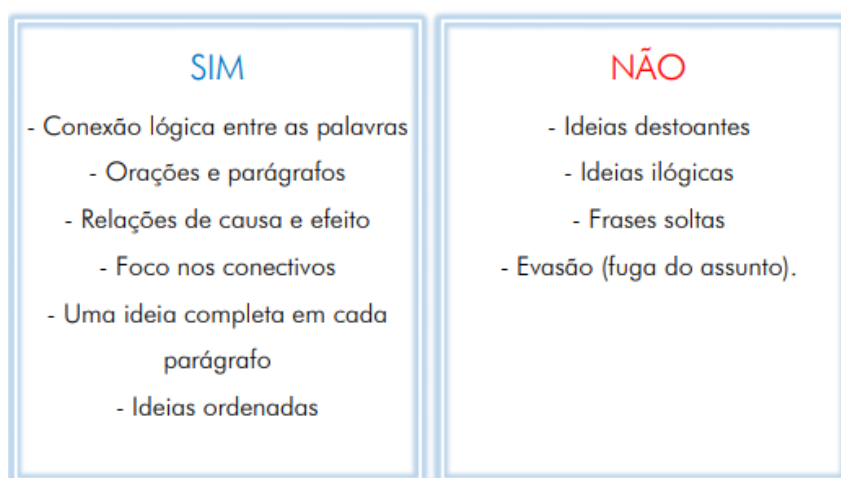 SIM
- Conexão lógica entre as palavras
- Orações e parágrafos
- Relações de causa e efeito
- Foco nos conectivos
- Uma ideia completa em cada
parágrafo
- Ideias ordenadas
NÃO
- Ideias destoantes
- Ideias ilógicas
- Frases soltas
- Evasão (fuga do assunto).